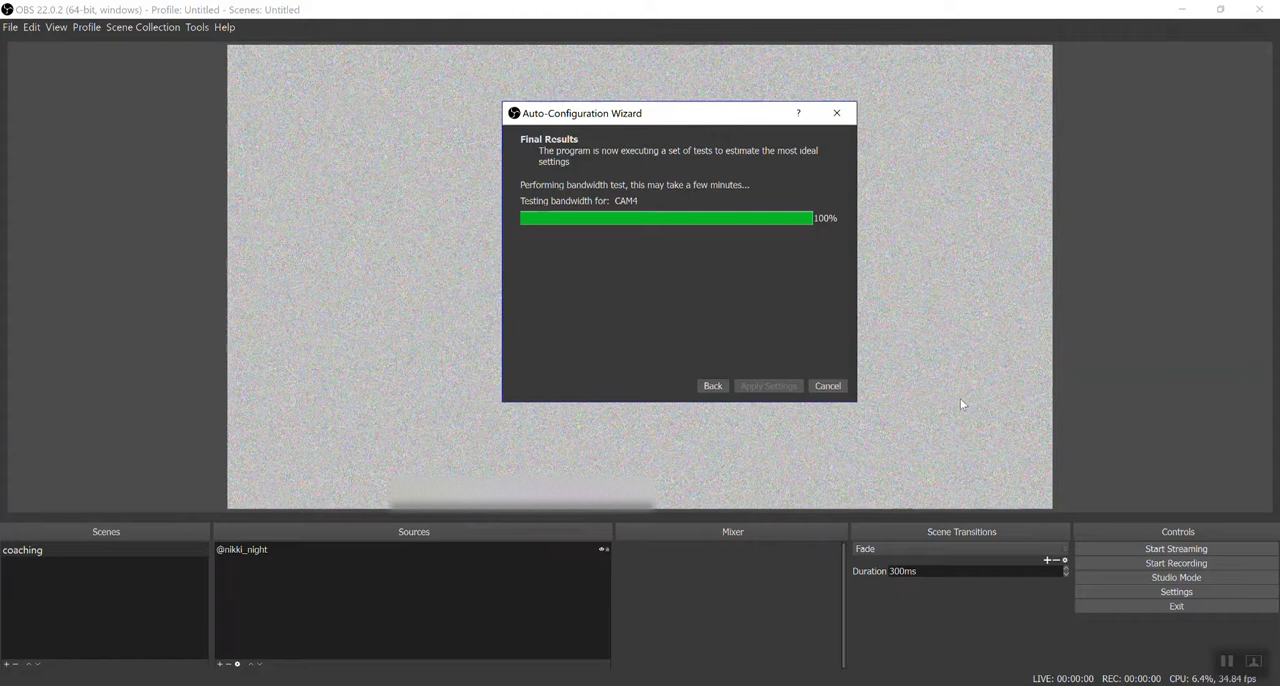 OBS 22.0.2 (64-bit, windows) - Profile: Untitled - Scenes: Untitled
File Edit View Profile Scene Collection Tools Help
Auto-Configuration Wizard
?
Final Results
The program is now executing a set of tests to estimate the most ideal
settings
Performing bandwidth test, this may take a few minutes...
Testing bandwidth for: CAM4
100%
Back Apply Settings Cancel
Scenes Sources Mixer Scene Transitions Controls
coaching
@nikki_night
Fade
Duration 300ms
Start Streaming
Start Recording
Studio Mode
Settings
Exit
LIVE: 00:00:00 REC: 00:00:00 CPU: 6.4%, 34.84 fps